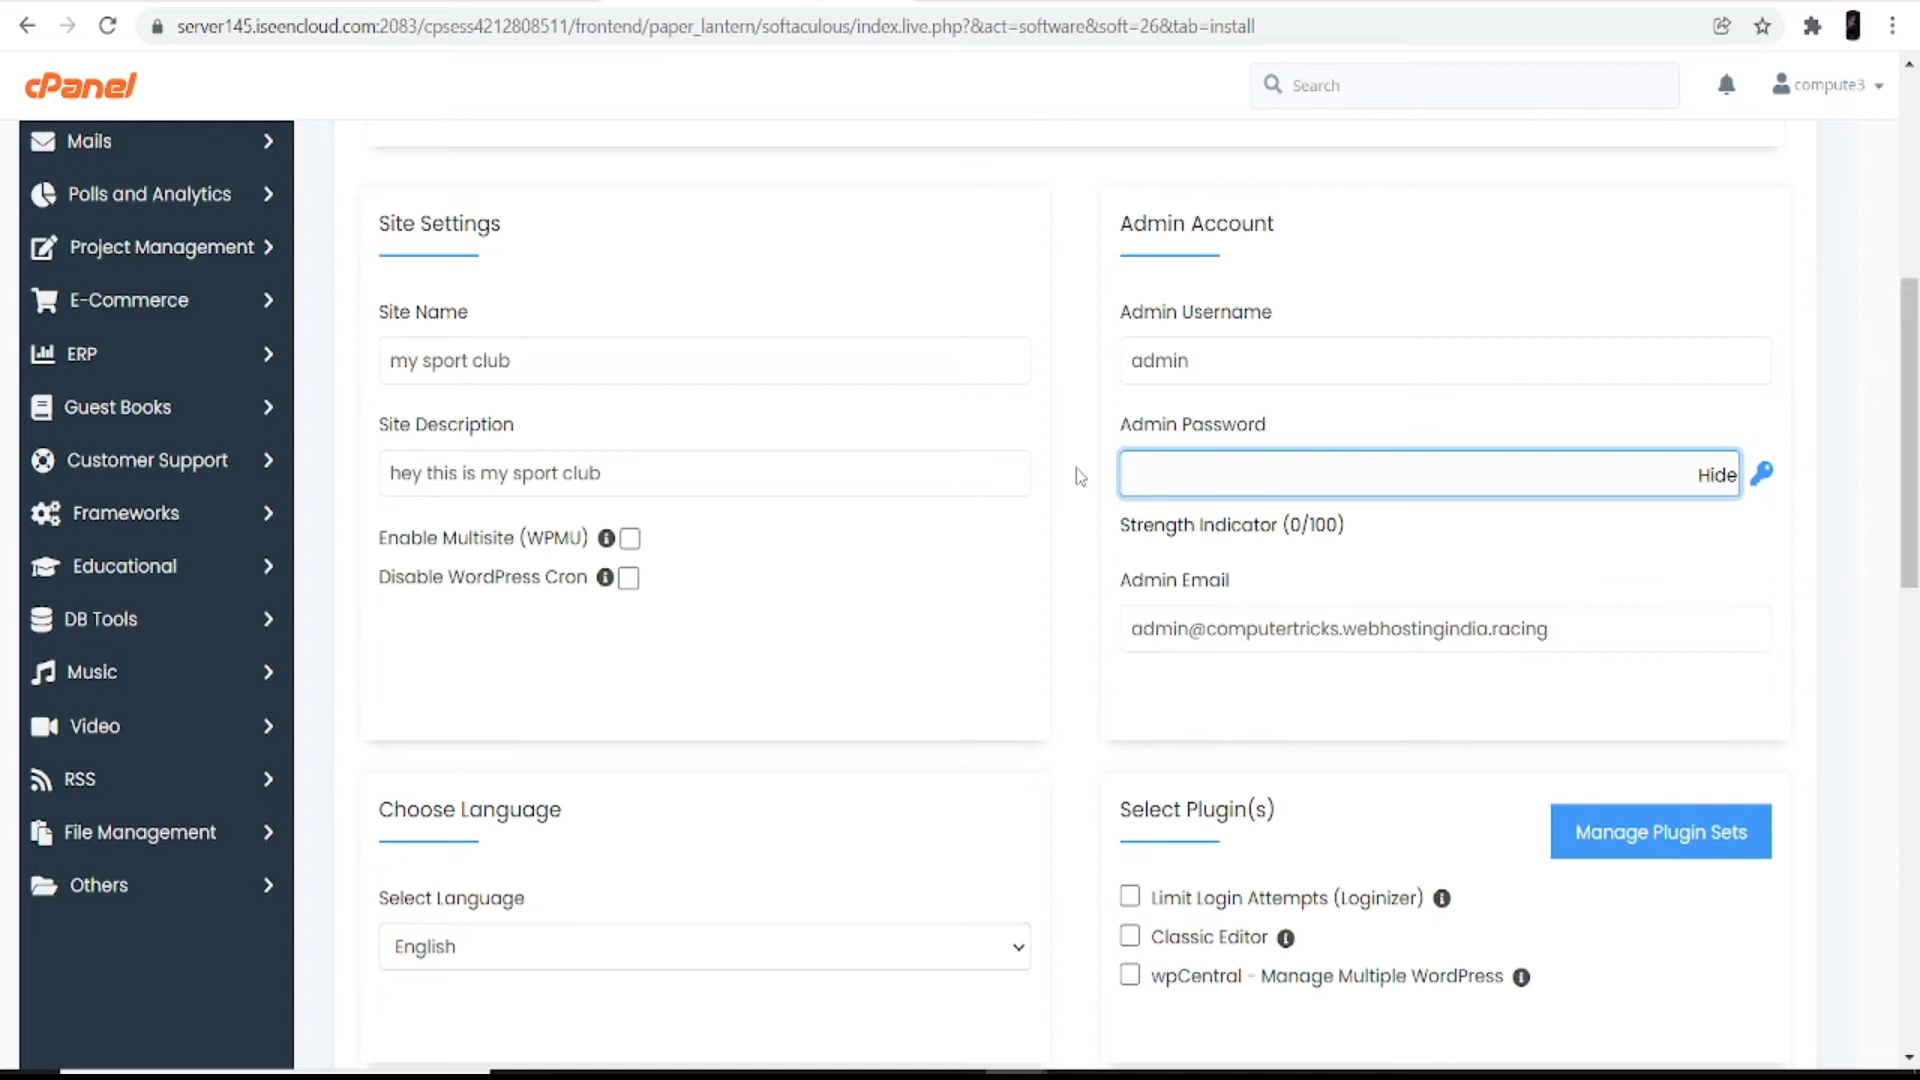 server145.iseencloud.com:2083/cpsess4212808511/frontend/paper_lantern/softaculous/index.live.php?&act=software&soft=26&tab=install
cPanel
Search
compute3
Mails
Polls and Analytics
Project Management
E-Commerce
ERP
Guest Books
Customer Support
Frameworks
Educational
DB Tools
Music
Video
RSS
File Management
Others
Site Settings
Site Name
my sport club
Site Description
hey this is my sport club
Enable Multisite (WPMU)
Disable WordPress Cron
Admin Account
Admin Username
admin
Admin Password
Hide
Strength Indicator (0/100)
Admin Email
admin@computertricks.webhostingindia.racing
Choose Language
Select Language
English
Select Plugin(s)
Manage Plugin Sets
Limit Login Attempts (Loginizer)
Classic Editor
wpCentral - Manage Multiple WordPress